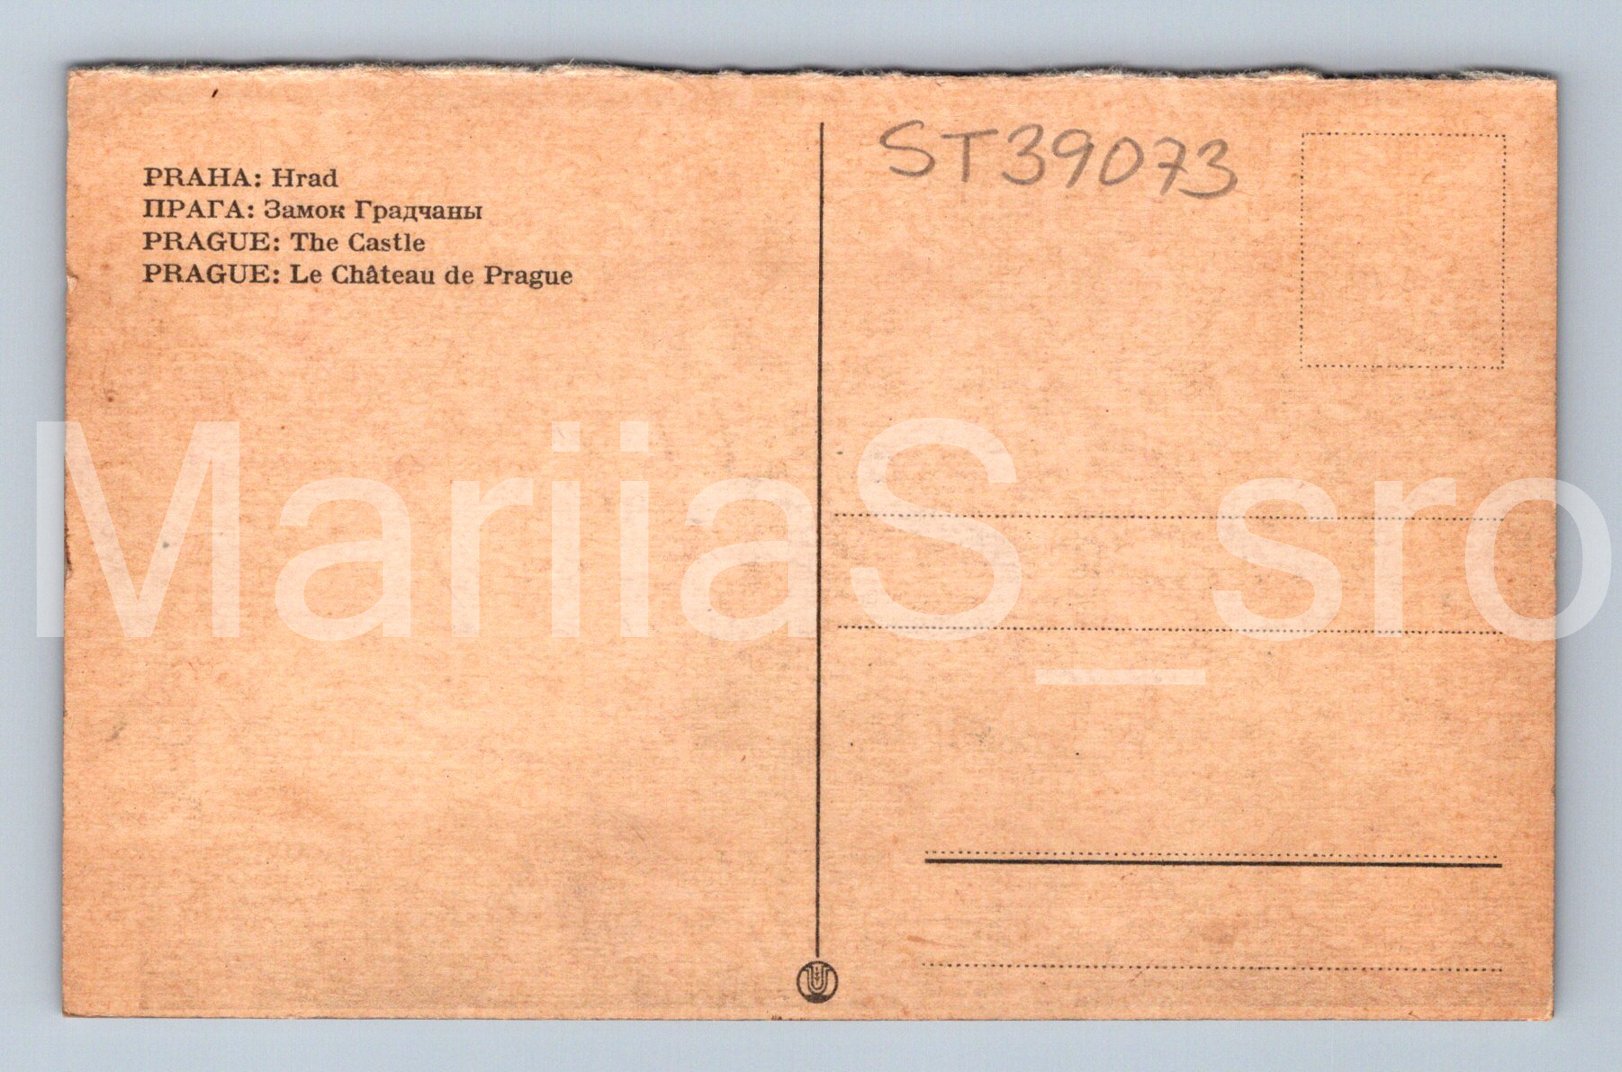 ST39073
PRAHA: Hrad
ПРАГА: Замок Градчаны
PRAGUE: The Castle
PRAGUE: Le Château de Prague
MariiaS_sro